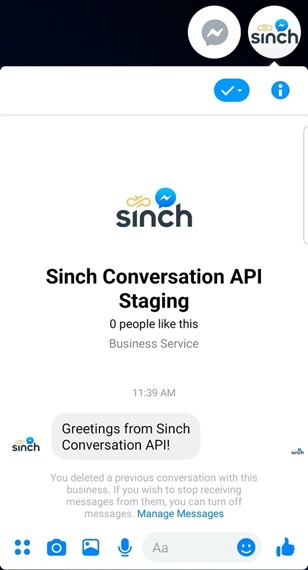 sinch
sinch
Sinch Conversation API
Staging
0 people like this
Business Service
11:39 AM
Greetings from Sinch
Conversation API!
sinch
sinch
You deleted a previous conversation with this
business. If you wish to stop receiving
messages from them, you can turn off
messages. Manage Messages
Aa